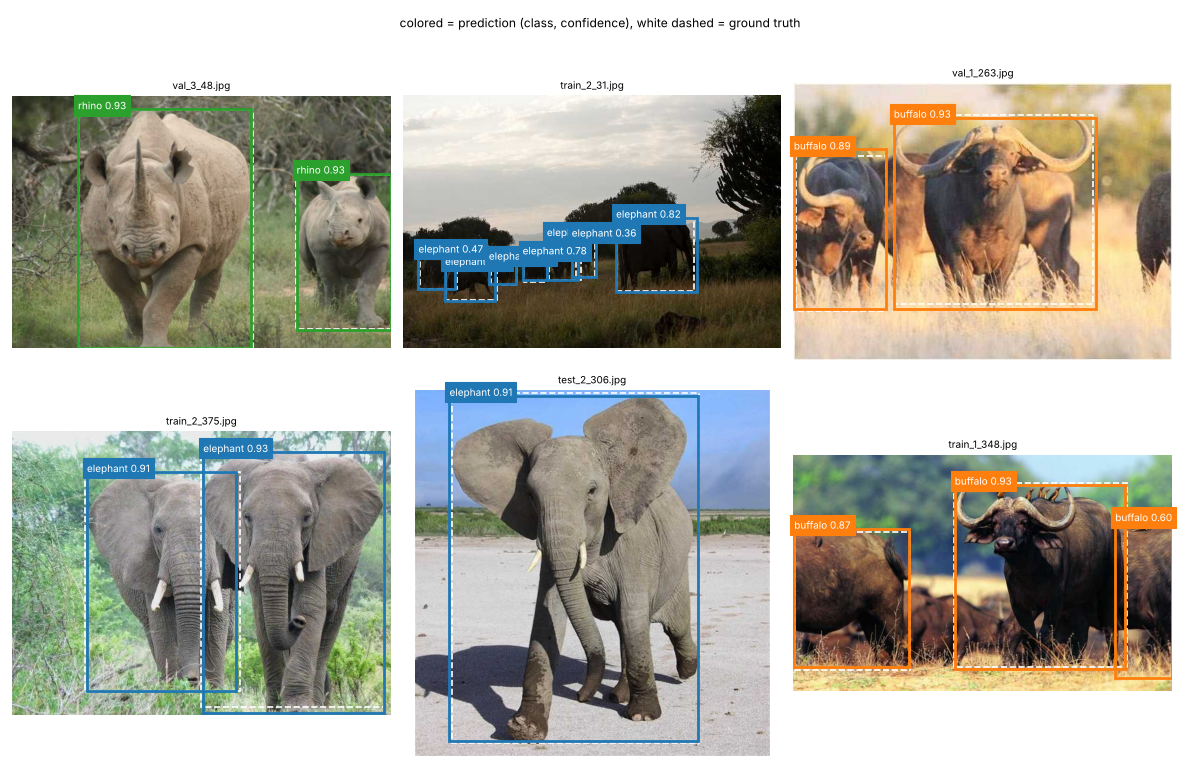 colored = prediction (class, confidence), white dashed = ground truth
val_3_48.jpg
rhino 0.93
rhino 0.93
train_2_31.jpg
elephant 0.82
elep
elephant 0.36
elephant 0.47
elephant
elepha
elephant 0.78
val_1_263.jpg
buffalo 0.93
buffalo 0.89
train_2_375.jpg
elephant 0.93
elephant 0.91
test_2_306.jpg
elephant 0.91
train_1_348.jpg
buffalo 0.93
buffalo 0.87
buffalo 0.60